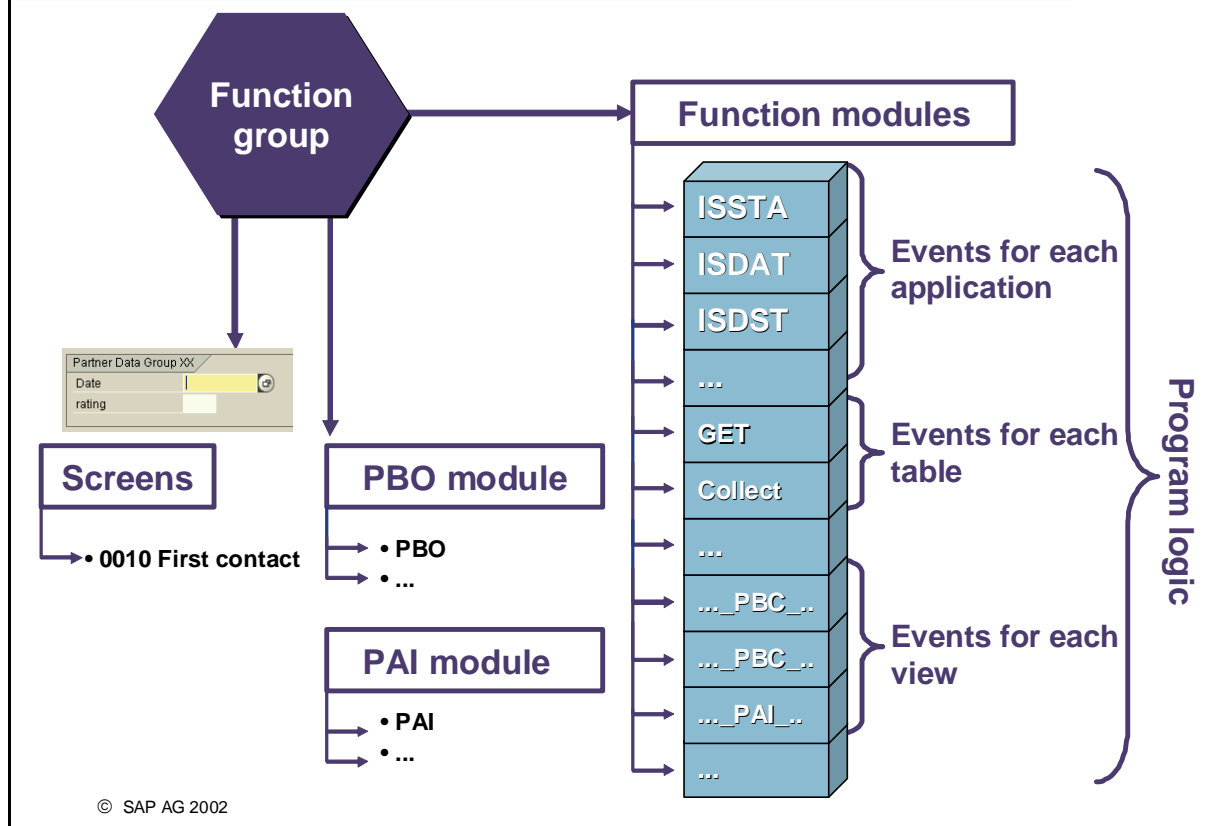 Function
group
Function modules
ISSTA
ISDAT
ISDST
...
GET
Collect
...
..._PBC_..
..._PBC_..
..._PAI_..
...
Events for each
application
Events for each
table
Events for each
view
Program logic
Partner Data Group XX
Date
rating
Screens
• 0010 First contact
PBO module
• PBO
• ...
PAI module
• PAI
• ...
© SAP AG 2002